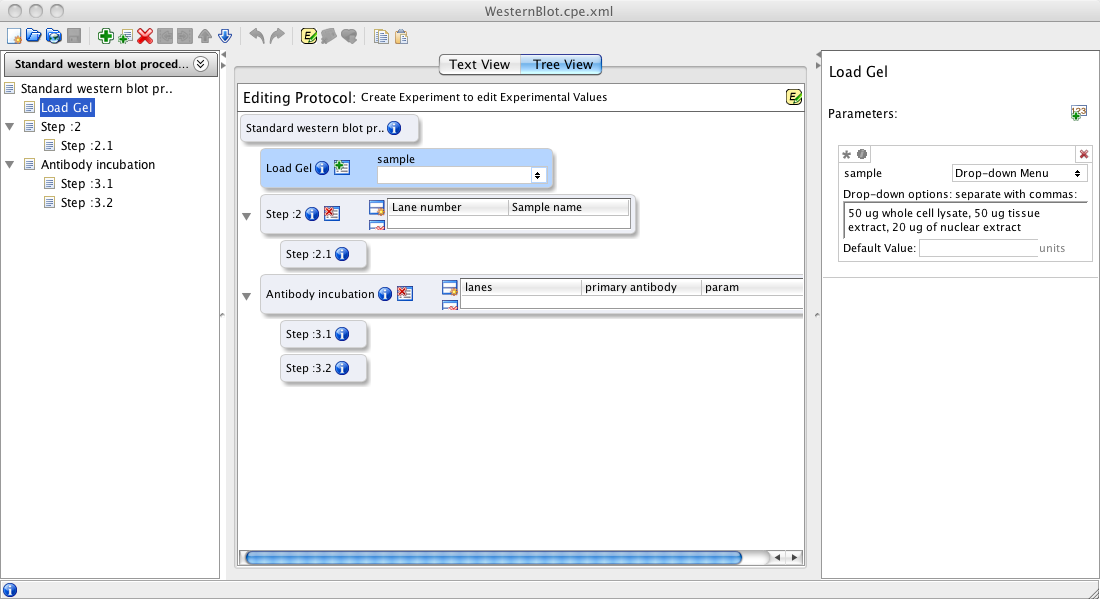 WesternBlot.cpe.xml
Standard western blot proced...
Standard western blot pr..
Load Gel
Step :2
Step :2.1
Antibody incubation
Step :3.1
Step :3.2
Text View
Tree View
Editing Protocol: Create Experiment to edit Experimental Values
Standard western blot pr..
Load Gel
sample
Step :2
Lane number
Sample name
Step :2.1
Antibody incubation
lanes
primary antibody
param
Step :3.1
Step :3.2
Load Gel
Parameters:
123
sample
Drop-down Menu
Drop-down options: separate with commas:
50 ug whole cell lysate, 50 ug tissue
extract, 20 ug of nuclear extract
Default Value:
units